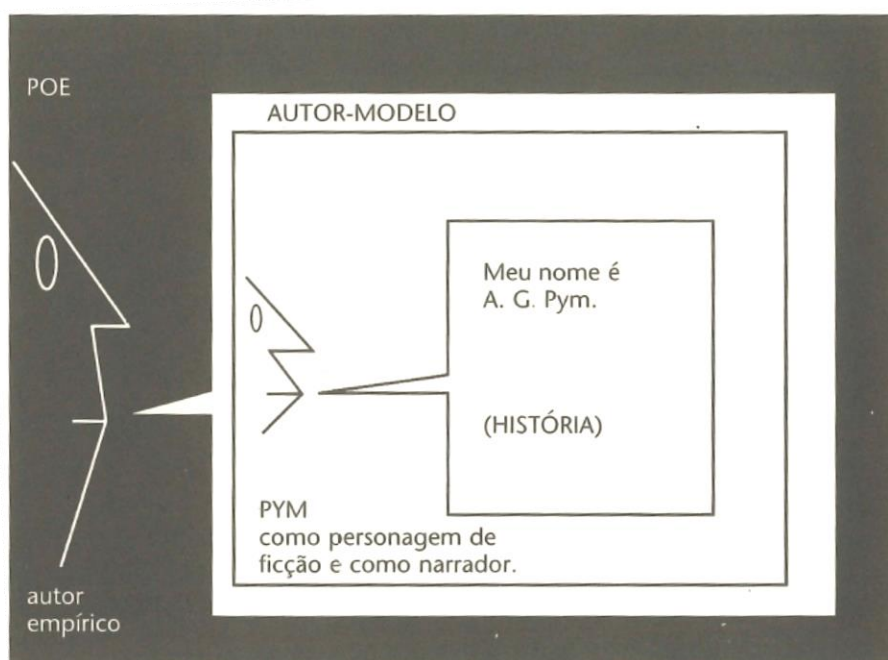 POE
AUTOR-MODELO
Meu nome é
A. G. Pym.
(HISTÓRIA)
PYM
como personagem de
ficção e como narrador.
autor
empírico